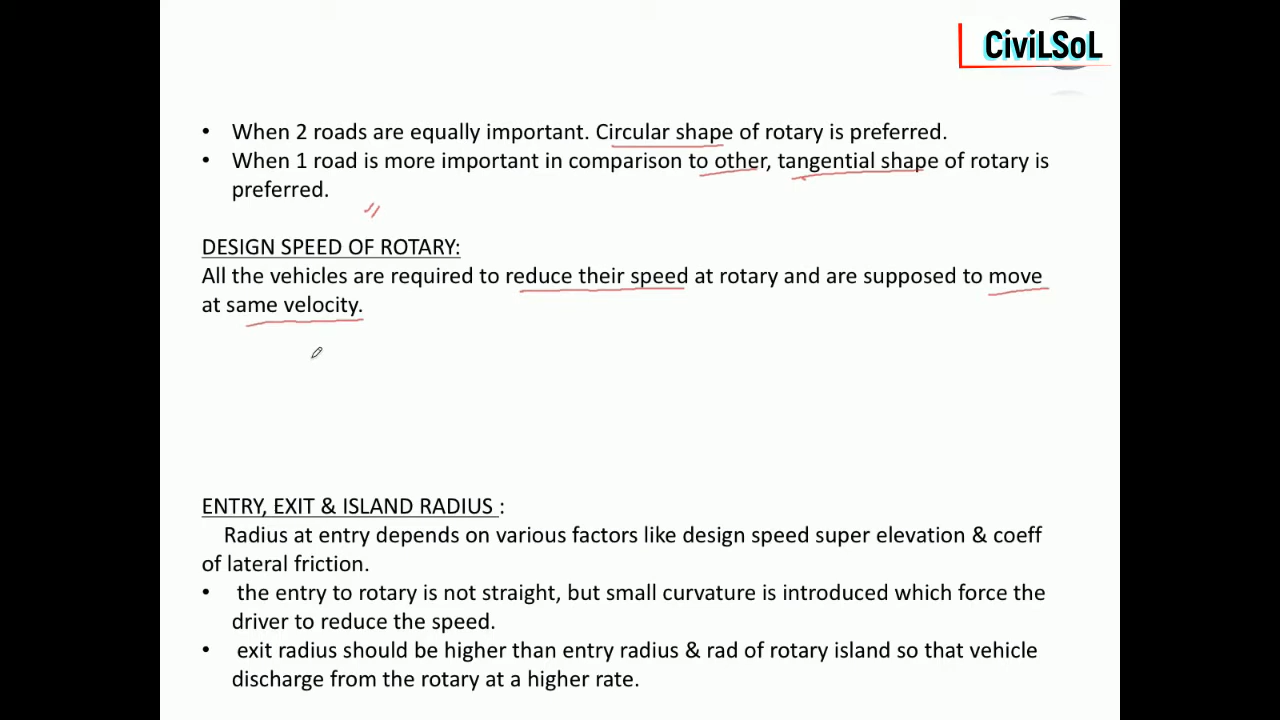 CiviLSoL
• When 2 roads are equally important. Circular shape of rotary is preferred.
• When 1 road is more important in comparison to other, tangential shape of rotary is
preferred.
DESIGN SPEED OF ROTARY:
All the vehicles are required to reduce their speed at rotary and are supposed to move
at same velocity.
ENTRY, EXIT & ISLAND RADIUS :
Radius at entry depends on various factors like design speed super elevation & coeff
of lateral friction.
• the entry to rotary is not straight, but small curvature is introduced which force the
driver to reduce the speed.
• exit radius should be higher than entry radius & rad of rotary island so that vehicle
discharge from the rotary at a higher rate.